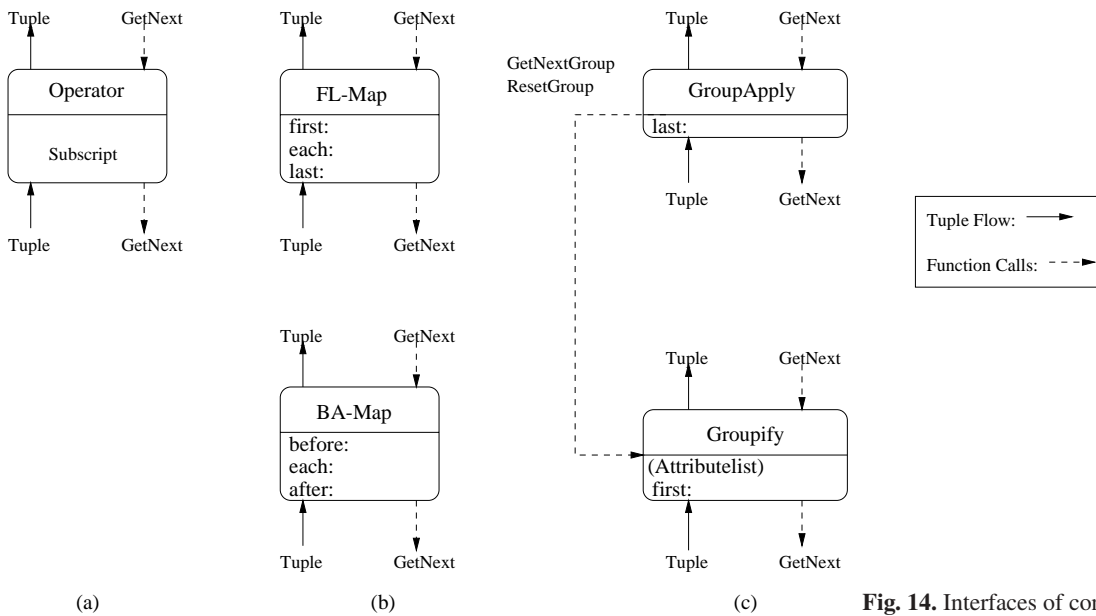 Tuple GetNext
Operator
Subscript
Tuple GetNext
(a)
Tuple GetNext
FL-Map
first:
each:
last:
Tuple GetNext
Tuple GetNext
BA-Map
before:
each:
after:
Tuple GetNext
(b)
GetNextGroup
ResetGroup
Tuple GetNext
GroupApply
last:
Tuple GetNext
Tuple GetNext
Groupify
(Attributelist)
first:
Tuple GetNext
(c)
Tuple Flow:
Function Calls:
Fig. 14. Interfaces of